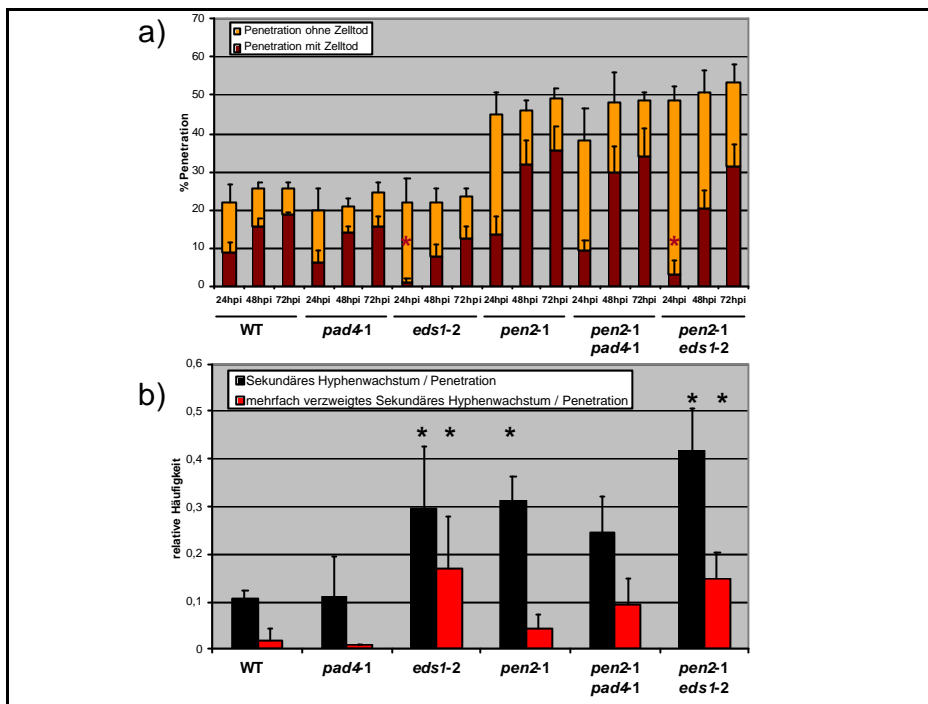 a)
70
Penetration ohne Zelltod
Penetration mit Zelltod
60
50
40
30
20
10
0
% Penetration
*
*
24hpi 48hpi 72hpi 24hpi 48hpi 72hpi 24hpi 48hpi 72hpi 24hpi 48hpi 72hpi 24hpi 48hpi 72hpi 24hpi 48hpi 72hpi
WT pad4-1 eds1-2 pen2-1 pen2-1 pen2-1
pad4-1 eds1-2
b)
0,6
Sekundäres Hyphenwachstum / Penetration
mehrfach verzweigtes Sekundäres Hyphenwachstum / Penetration
0,5
0,4
0,3
0,2
0,1
0
relative Häufigkeit
* * * * *
WT pad4-1 eds1-2 pen2-1 pen2-1 pen2-1
pad4-1 eds1-2